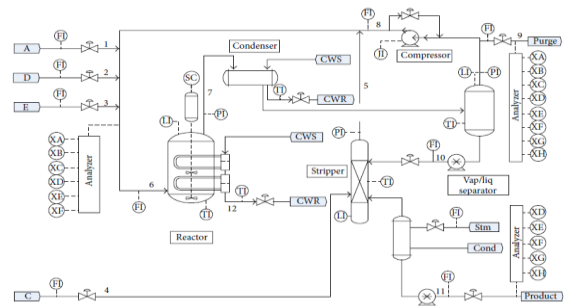 FI
8
FI
9
A
FI
1
Condenser
JI
Compressor
Purge
SC
7
CWS
5
LI
PI
XA
XB
XC
XD
XE
XF
XG
XH
Analyzer
D
FI
2
TI
CWR
E
FI
3
LI
PI
TI
XA
XB
XC
XD
XE
XF
Analyzer
CWS
PI
FI
10
Stripper
TI
Vap/liq
separator
6
FI
TI
12
CWR
LI
Reactor
FI
Stm
Cond
XD
XE
XF
XG
XH
Analyzer
C
FI
4
11
FI
Product